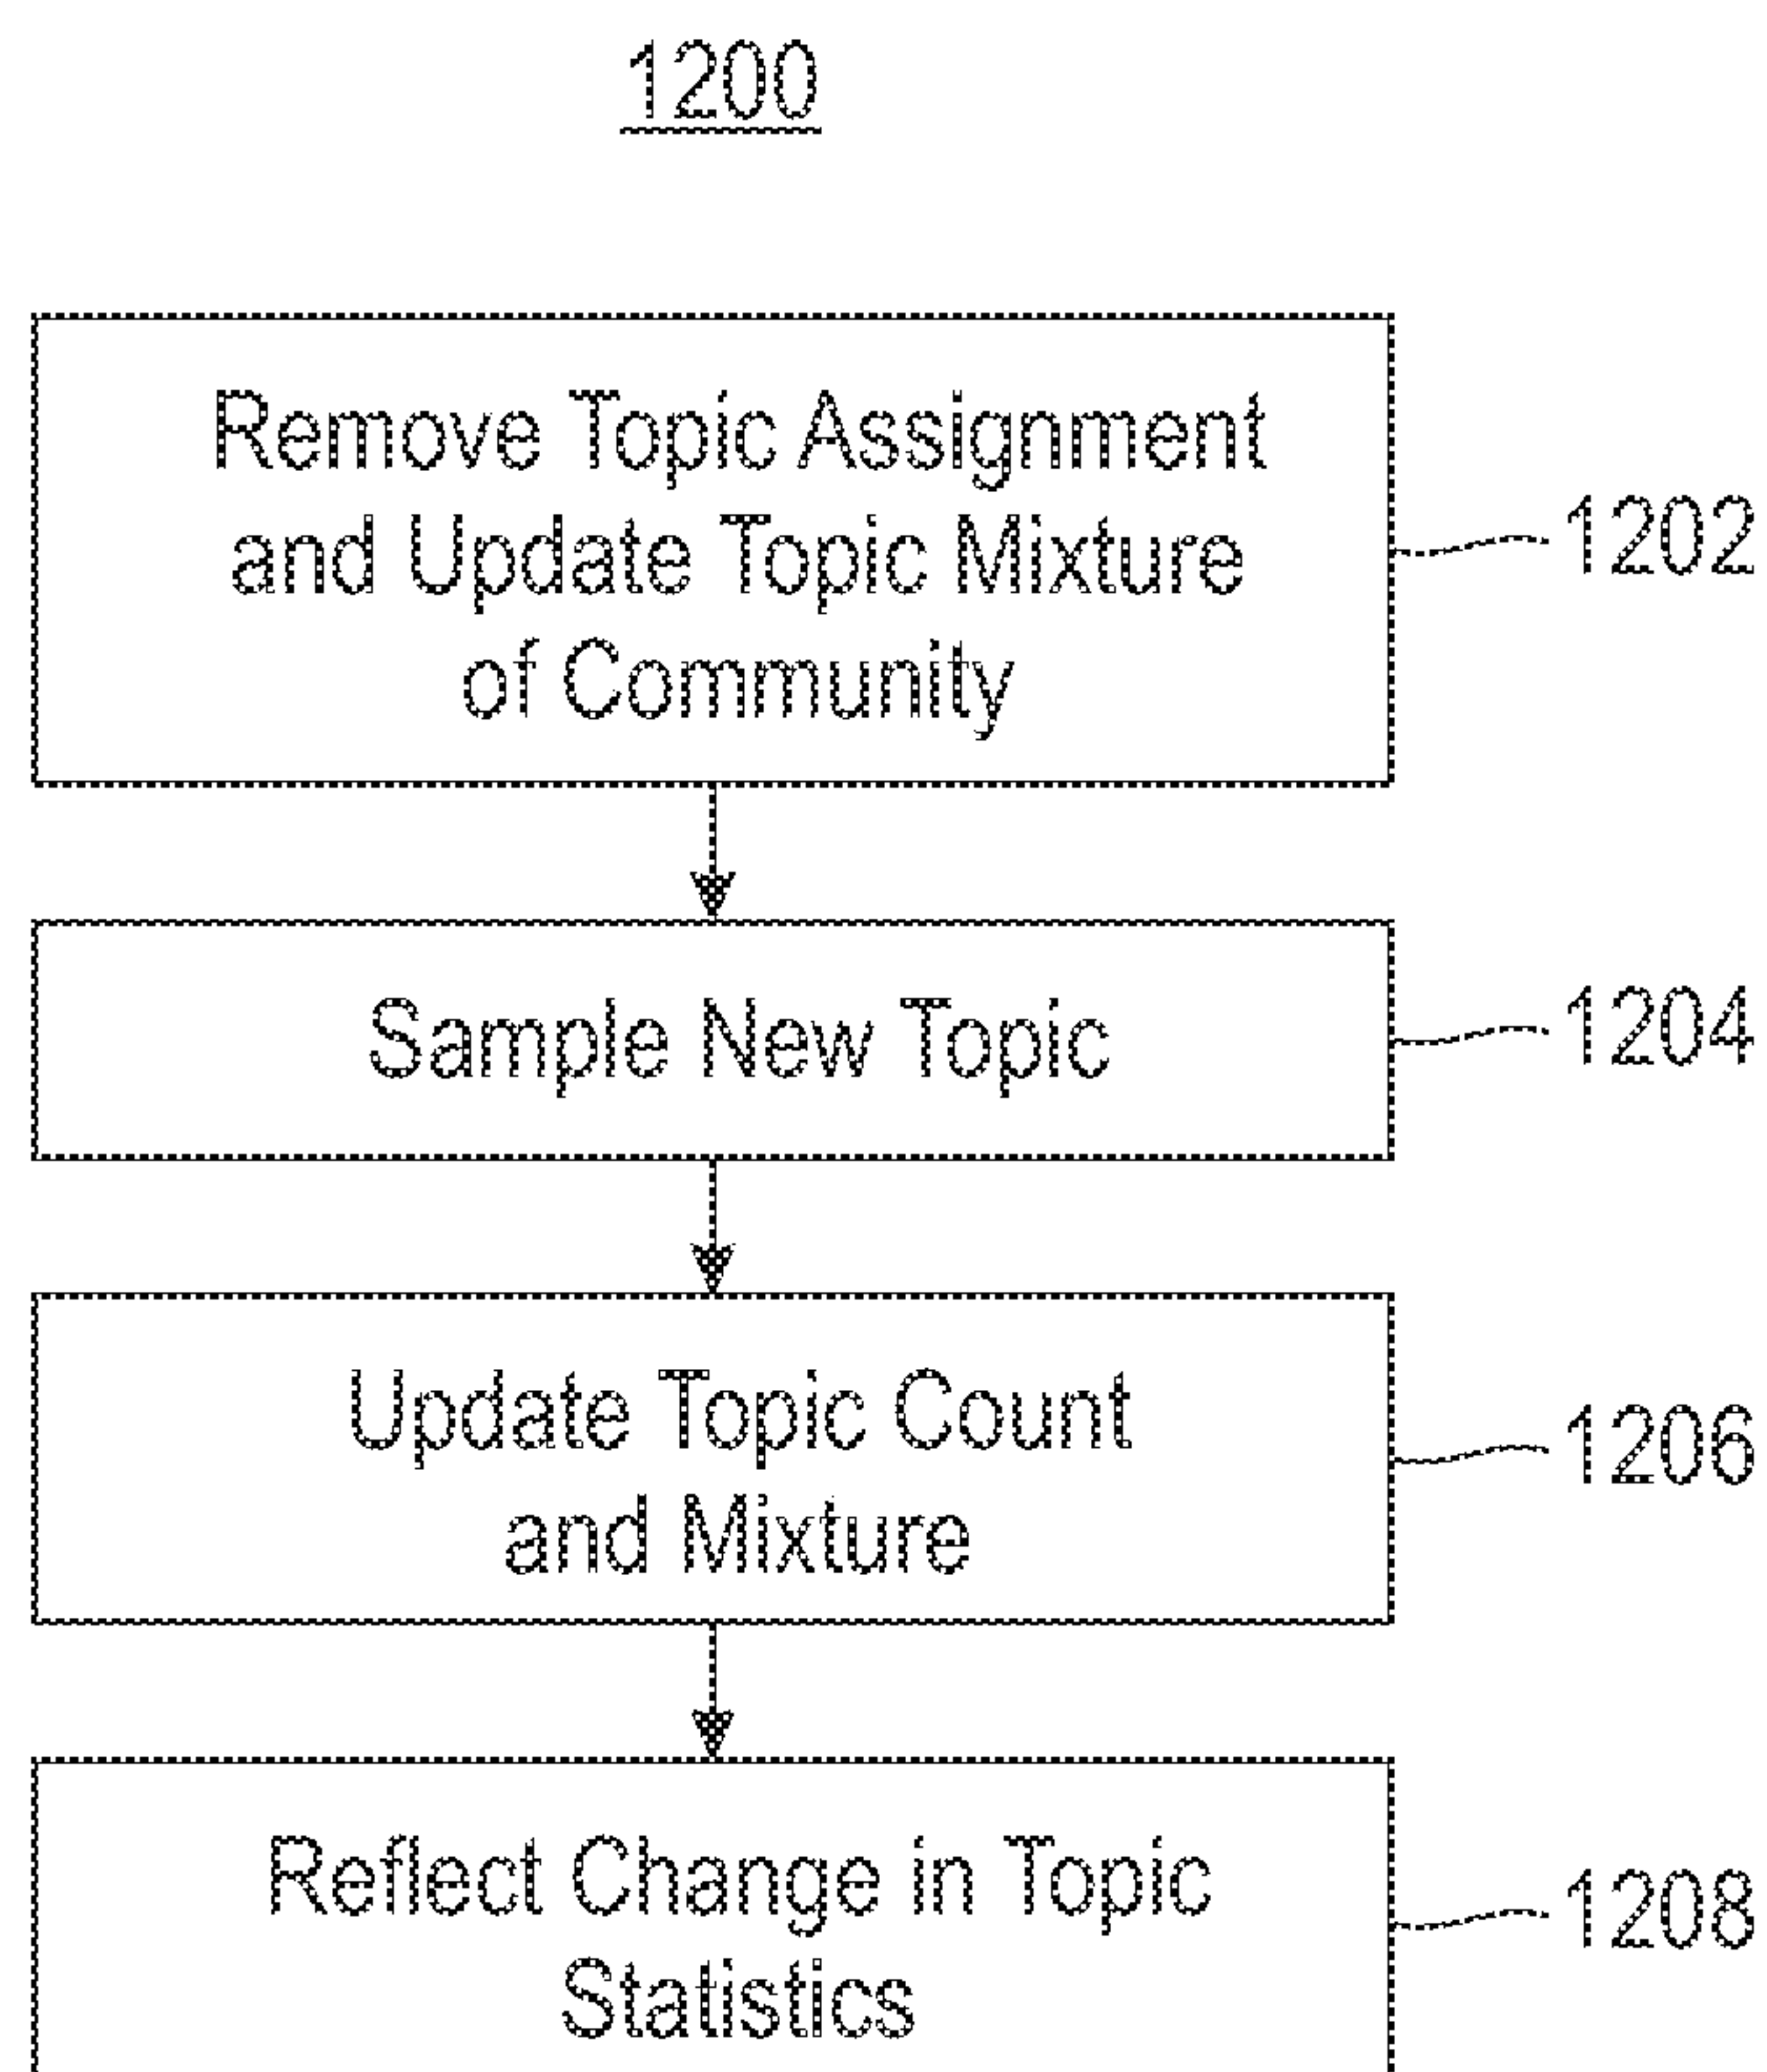 1200
Remove Topic Assignment
and Update Topic Mixture
of Community
1202
Sample New Topic
1204
Update Topic Count
and Mixture
1206
Reflect Change in Topic
Statistics
1208